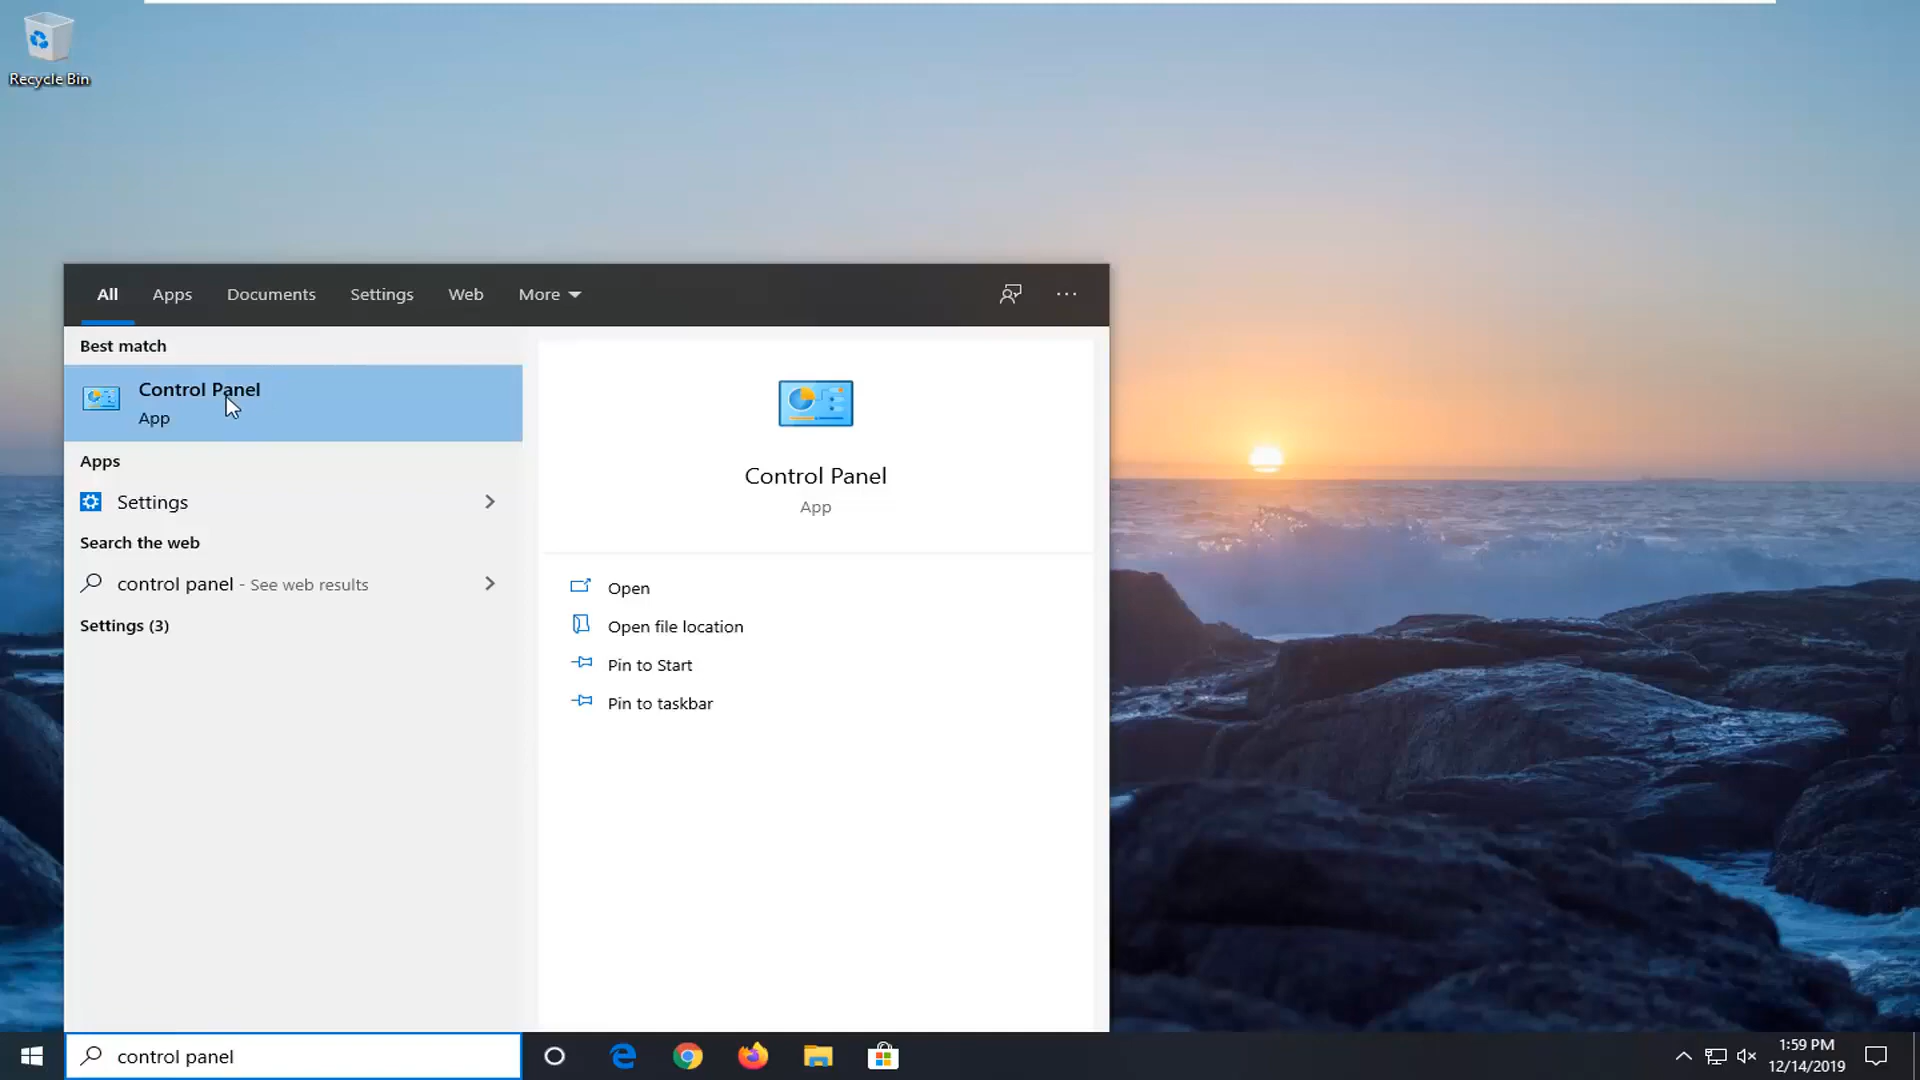 Recycle Bin
All Apps Documents Settings Web More
Best match
Control Panel
App
Apps
Settings
Search the web
control panel - See web results
Settings (3)
Control Panel
App
Open
Open file location
Pin to Start
Pin to taskbar
control panel
1:59 PM
12/14/2019